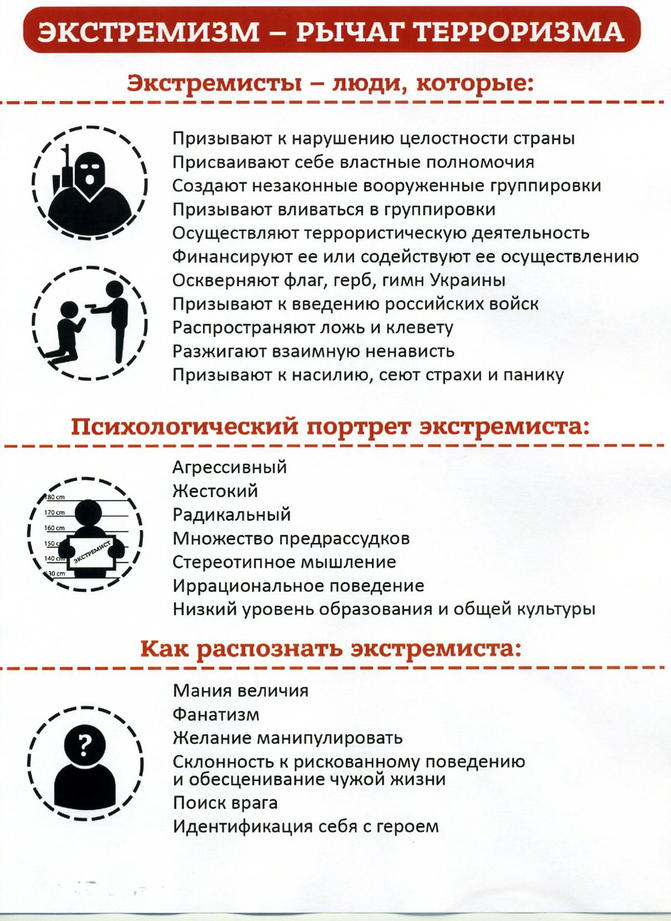 ЭКСТРЕМИЗМ – РЫЧАГ ТЕРРОРИЗМА
Экстремисты – люди, которые:
Призывают к нарушению целостности страны
Присваивают себе властные полномочия
Создают незаконные вооруженные группировки
Призывают вливаться в группировки
Осуществляют террористическую деятельность
Финансируют ее или содействуют ее осуществлению
Оскверняют флаг, герб, гимн Украины
Призывают к введению российских войск
Распространяют ложь и клевету
Разжигают взаимную ненависть
Призывают к насилию, сеют страхи и панику
Психологический портрет экстремиста:
80 cm
170 cm
160 cm
150 c
140 c
30 cm
ЭКСТРЕМИСТ
Агрессивный
Жестокий
Радикальный
Множество предрассудков
Стереотипное мышление
Иррациональное поведение
Низкий уровень образования и общей культуры
Как распознать экстремиста:
?
Мания величия
Фанатизм
Желание манипулировать
Склонность к рискованному поведению
и обесценивание чужой жизни
Поиск врага
Идентификация себя с героем